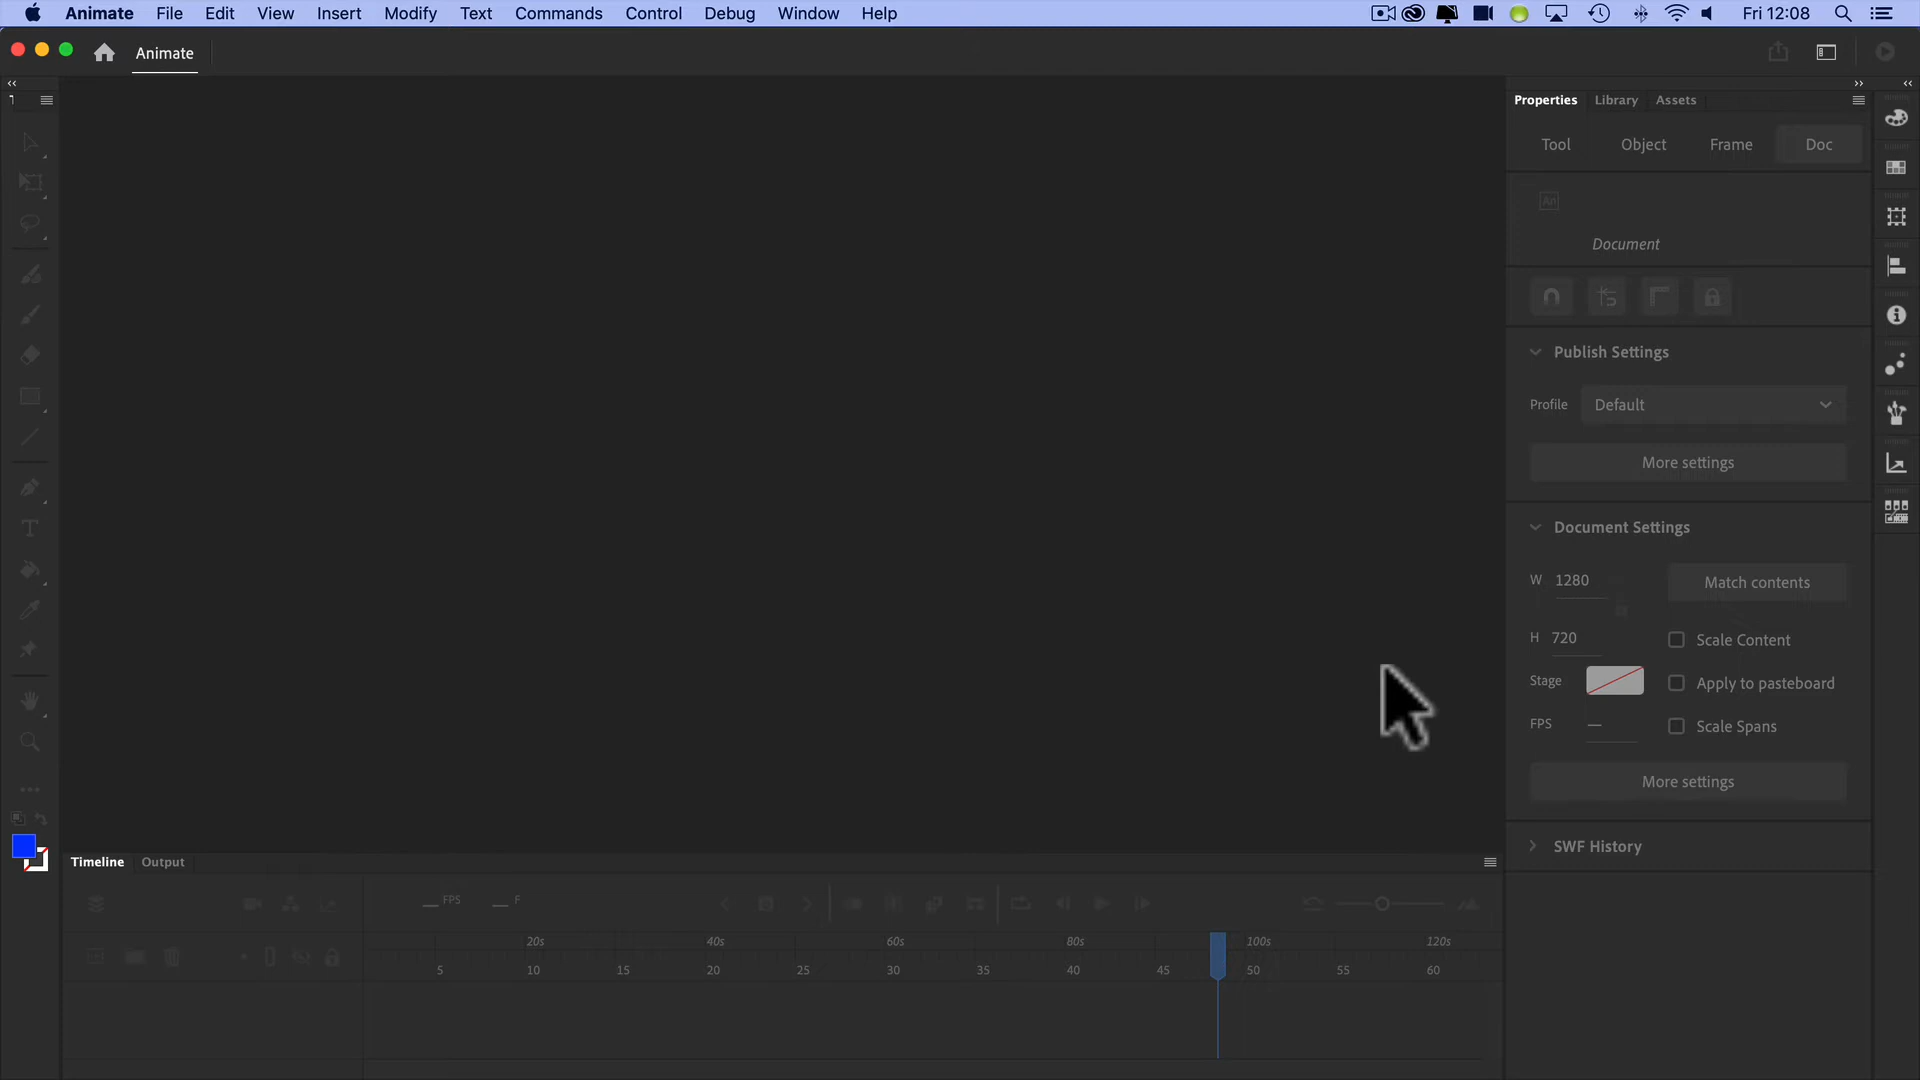 Animate File Edit View Insert Modify Text Commands Control Debug Window Help Fri 12:08
Animate
Properties Library Assets
Tool Object Frame Doc
An
Document
Publish Settings
Profile Default
More settings
Document Settings
W 1280 Match contents
H 720 Scale Content
Stage Apply to pasteboard
FPS — Scale Spans
More settings
SWF History
Timeline Output
FPS F
20s 40s 60s 80s 100s 120s
5 10 15 20 25 30 35 40 45 50 55 60